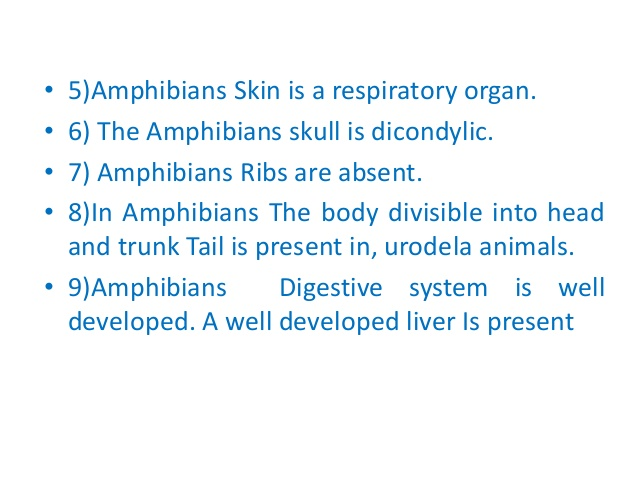 • 5)Amphibians Skin is a respiratory organ.
• 6) The Amphibians skull is dicondylic.
• 7) Amphibians Ribs are absent.
• 8)In Amphibians The body divisible into head
and trunk Tail is present in, urodela animals.
• 9)Amphibians Digestive system is well
developed. A well developed liver Is present